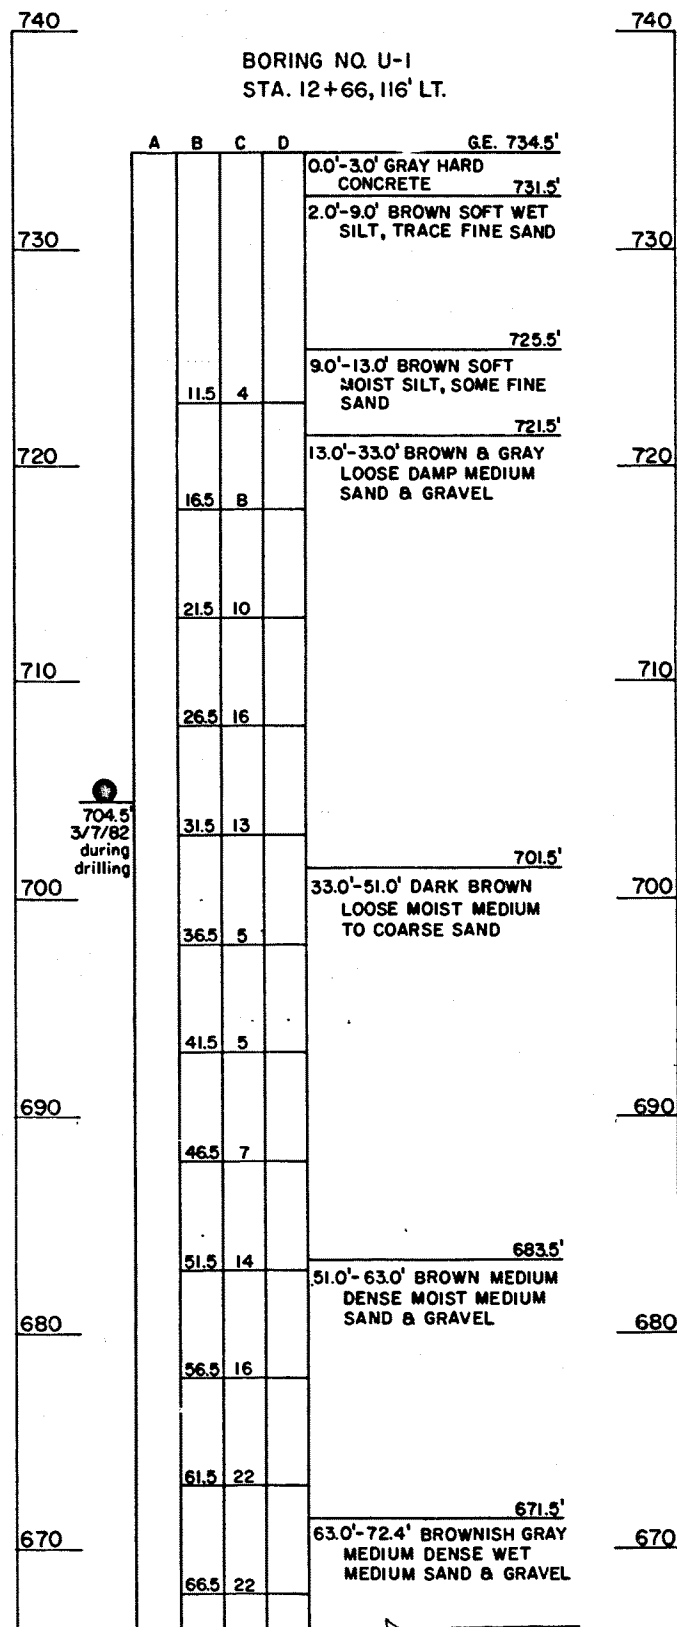 740 740
BORING NO. U-1
STA. 12+66, 116' LT.
A B C D G.E. 734.5'
0.0'-3.0' GRAY HARD
CONCRETE 731.5'
2.0'-9.0' BROWN SOFT WET
SILT, TRACE FINE SAND
730 730
725.5'
9.0'-13.0' BROWN SOFT
MOIST SILT, SOME FINE
11.5 4 SAND
721.5'
13.0'-33.0' BROWN & GRAY
720 LOOSE DAMP MEDIUM 720
16.5 8 SAND & GRAVEL
21.5 10
710 710
26.5 16
704.5'
3/7/82 31.5 13
during
drilling 701.5'
700 33.0'-51.0' DARK BROWN 700
LOOSE MOIST MEDIUM
36.5 5 TO COARSE SAND
41.5 5
690 690
46.5 7
683.5'
51.5 14
51.0'-63.0' BROWN MEDIUM
DENSE MOIST MEDIUM
680 SAND & GRAVEL 680
56.5 16
61.5 22
671.5'
670 63.0'-72.4' BROWNISH GRAY 670
MEDIUM DENSE WET
66.5 22 MEDIUM SAND & GRAVEL